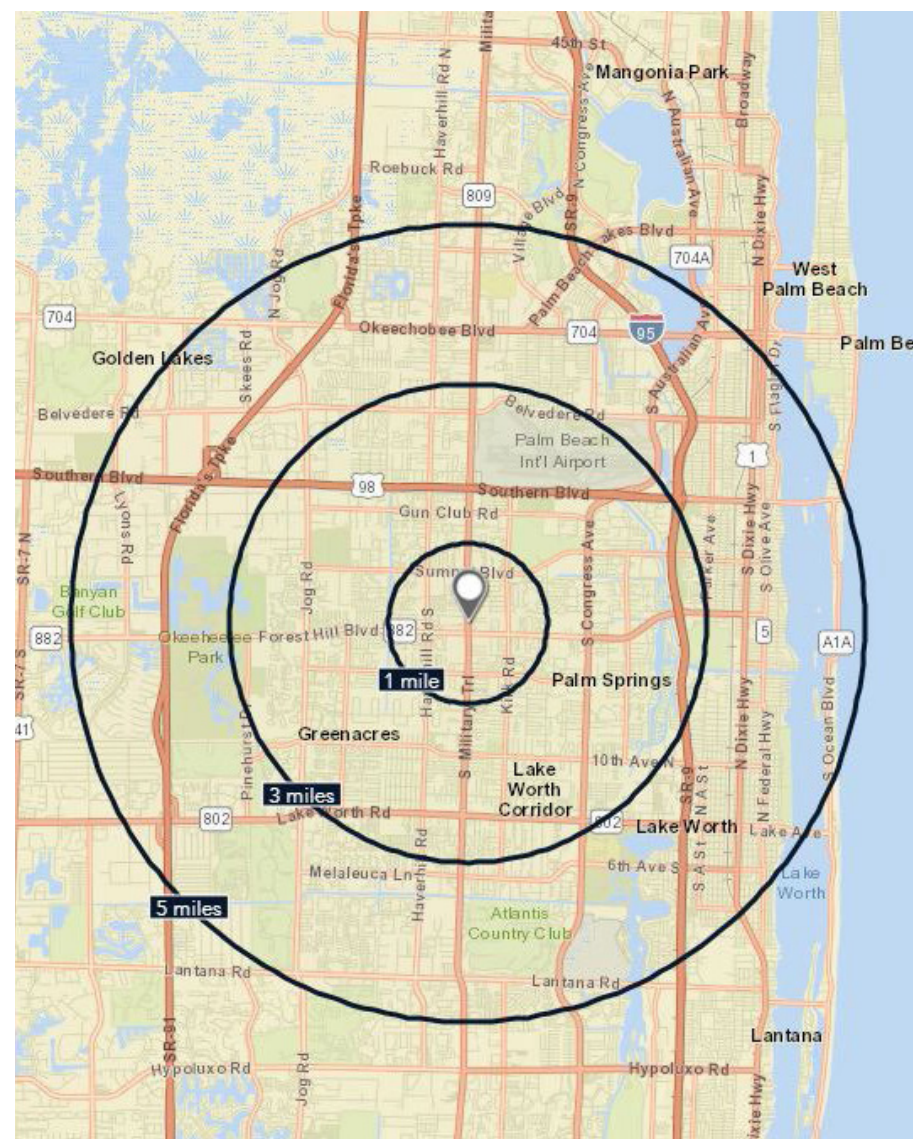 45th St
Mangonia Park
Haverhill Rd N
N Congress Ave
N Australian Ave
Broadway
Roebuck Rd
809
SR-9
Village Blvd
Palm Beach Lakes Blvd
704A
N Dixie Hwy
West
Palm Beach
Florida's Tpke
N Jog Rd
704
Okeechobee Blvd
704
95
S Australian Ave
Golden Lakes
Skees Rd
S Flagler Dr
Belvedere Rd
Belvedere Rd
Palm Beach
Int'l Airport
1
Southern Blvd
98
Southern Blvd
Florida's Tpke
Lyons Rd
Gun Club Rd
S Congress Ave
Parker Ave
S Dixie Hwy
S Olive Ave
SR-7 N
Jog Rd
Banyan
Golf Club
882
Okeeheelee
Park
Forest Hill Blvd
882
5
A1A
SR-7 S
1 mile
Kirk Rd
Palm Springs
S Military Trl
41
Greenacres
Pinehurst Dr
10th Ave N
N Dixie Hwy
N Federal Hwy
S Ocean Blvd
Lake
Worth
Corridor
3 miles
SR-9
N A St
802
Lake Worth Rd
802
Lake Worth
Lake Ave
Haverhill Rd
Melaleuca Ln
6th Ave S
S A St
Lake
Worth
5 miles
Atlantis
Country Club
Lantana Rd
Lantana Rd
SR-91
Lantana
Jog Rd
Hypoluxo Rd
Hypoluxo Rd
Dixie Hwy